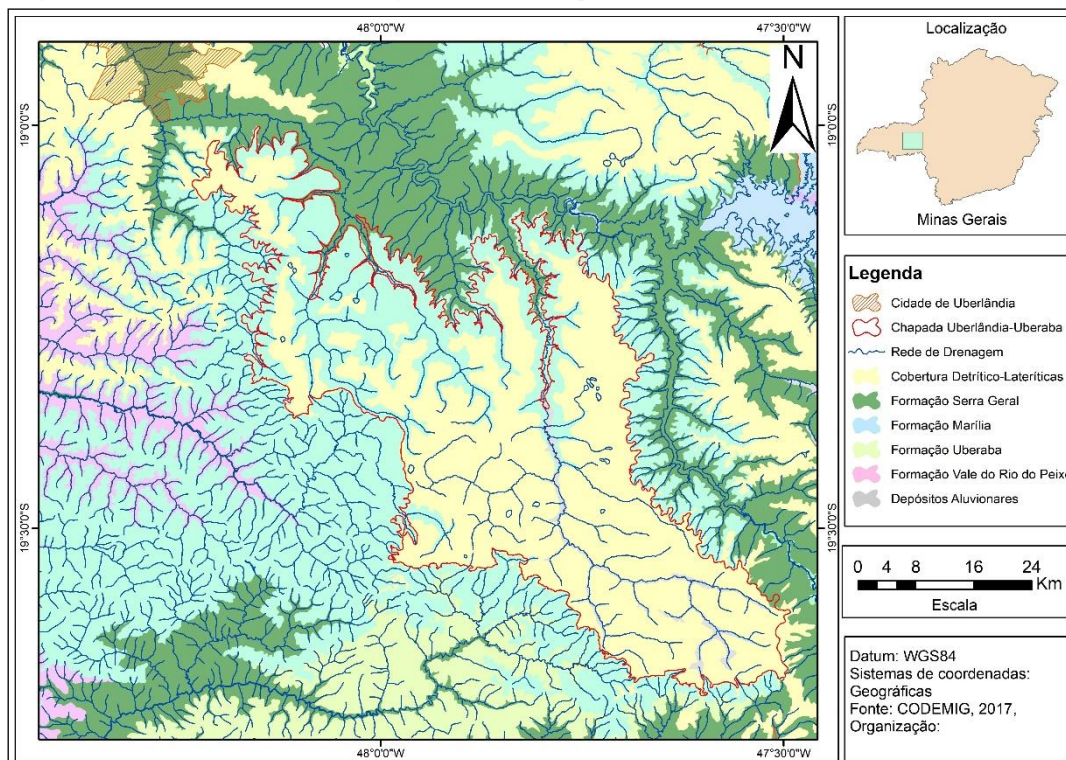 48°0'0"W
47°30'0"W
N
19°0'0"S
19°0'0"S
19°30'0"S
19°30'0"S
48°0'0"W
47°30'0"W
Localização
Minas Gerais
Legenda
Cidade de Uberlândia
Chapada Uberlândia-Uberaba
Rede de Drenagem
Cobertura Detrítico-Lateríticas
Formação Serra Geral
Formação Marília
Formação Uberaba
Formação Vale do Rio do Peixe
Depósitos Aluvionares
0 4 8 16 24
Km
Escala
Datum: WGS84
Sistemas de coordenadas:
Geográficas
Fonte: CODEMIG, 2017,
Organização: